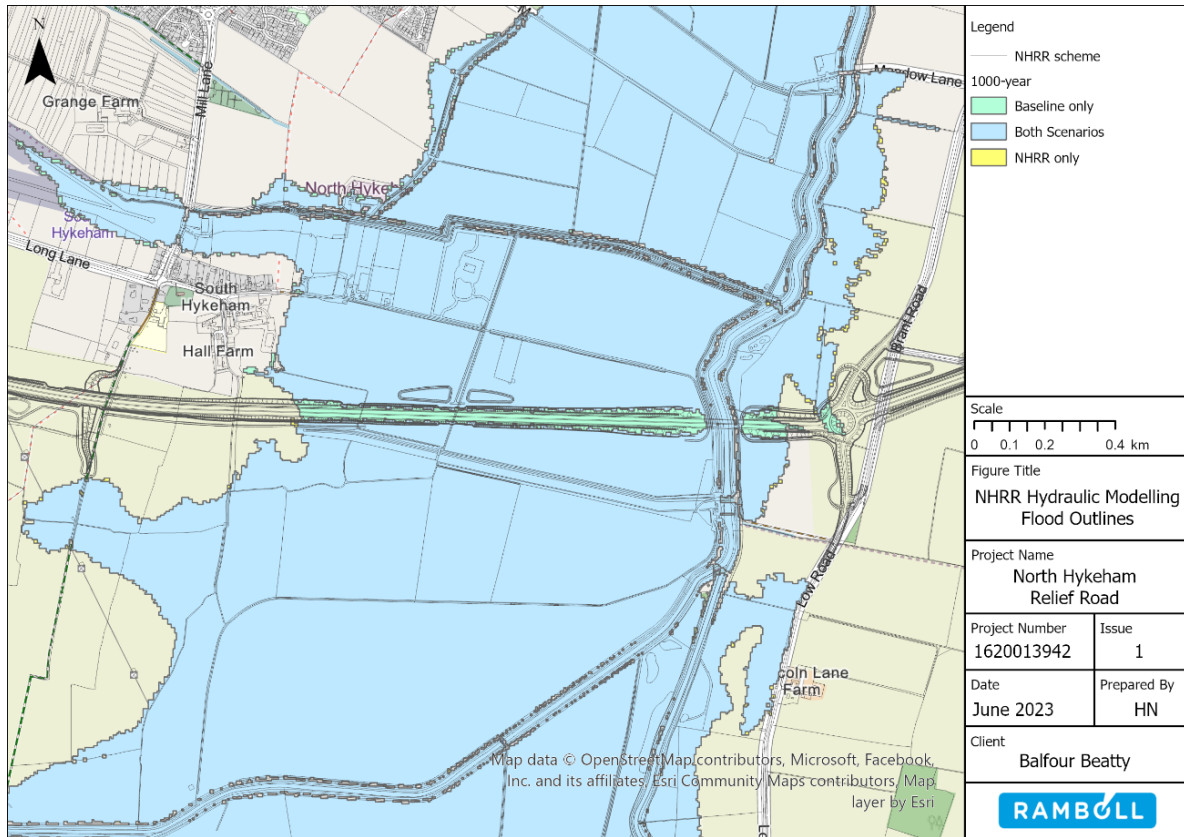 N
Grange Farm
Mill Lane
Meadow Lane
North Hyke
Hykeham
Long Lane
South
Hykeham
Hall Farm
Brant Road
Low Road
coln Lane
Farm
Map data © OpenStreetMap contributors, Microsoft, Facebook,
Inc. and its affiliates, Esri Community Maps contributors, Map
layer by Esri
Legend
NHRR scheme
1000-year
Baseline only
Both Scenarios
NHRR only
Scale
0 0.1 0.2 0.4 km
Figure Title
NHRR Hydraulic Modelling
Flood Outlines
Project Name
North Hykeham
Relief Road
Project Number
1620013942
Issue
1
Date
June 2023
Prepared By
HN
Client
Balfour Beatty
RAMBOLL